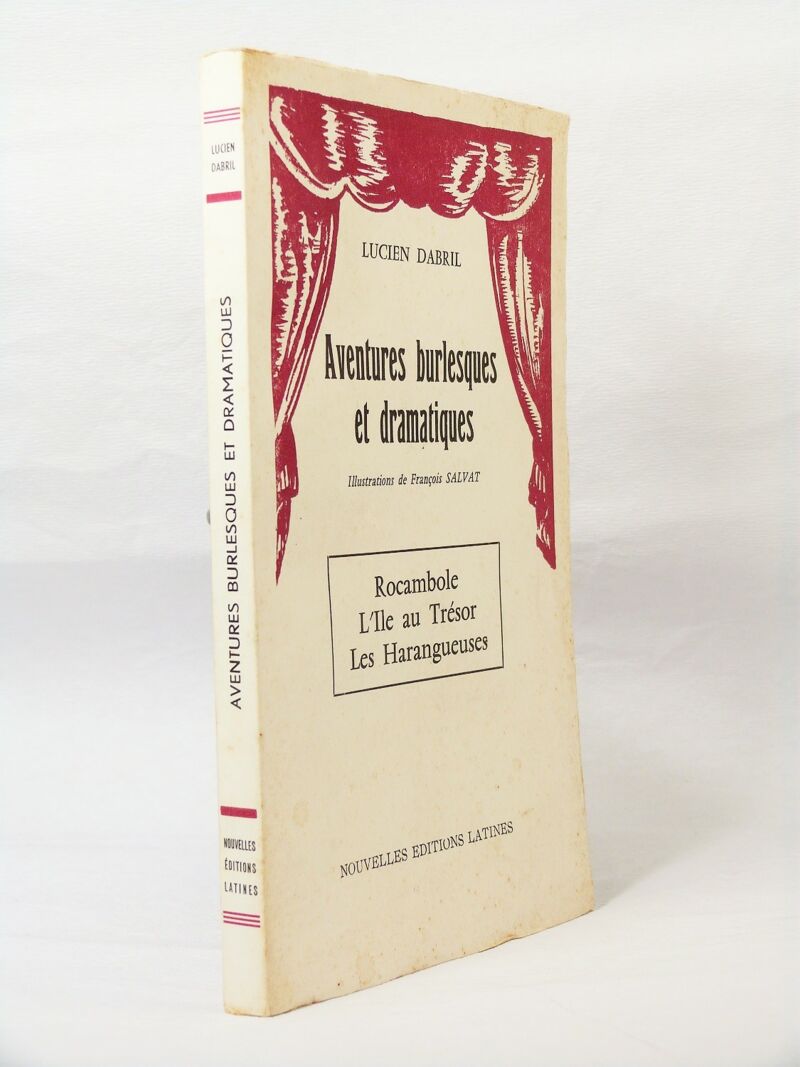 LUCIEN
DABRIL
AVENTURES BURLESQUES ET DRAMATIQUES
NOUVELLES
ÉDITIONS
LATINES
LUCIEN DABRIL
Aventures burlesques
et dramatiques
Illustrations de François SALVAT
Rocambole
L'Ile au Trésor
Les Harangueuses
NOUVELLES EDITIONS LATINES